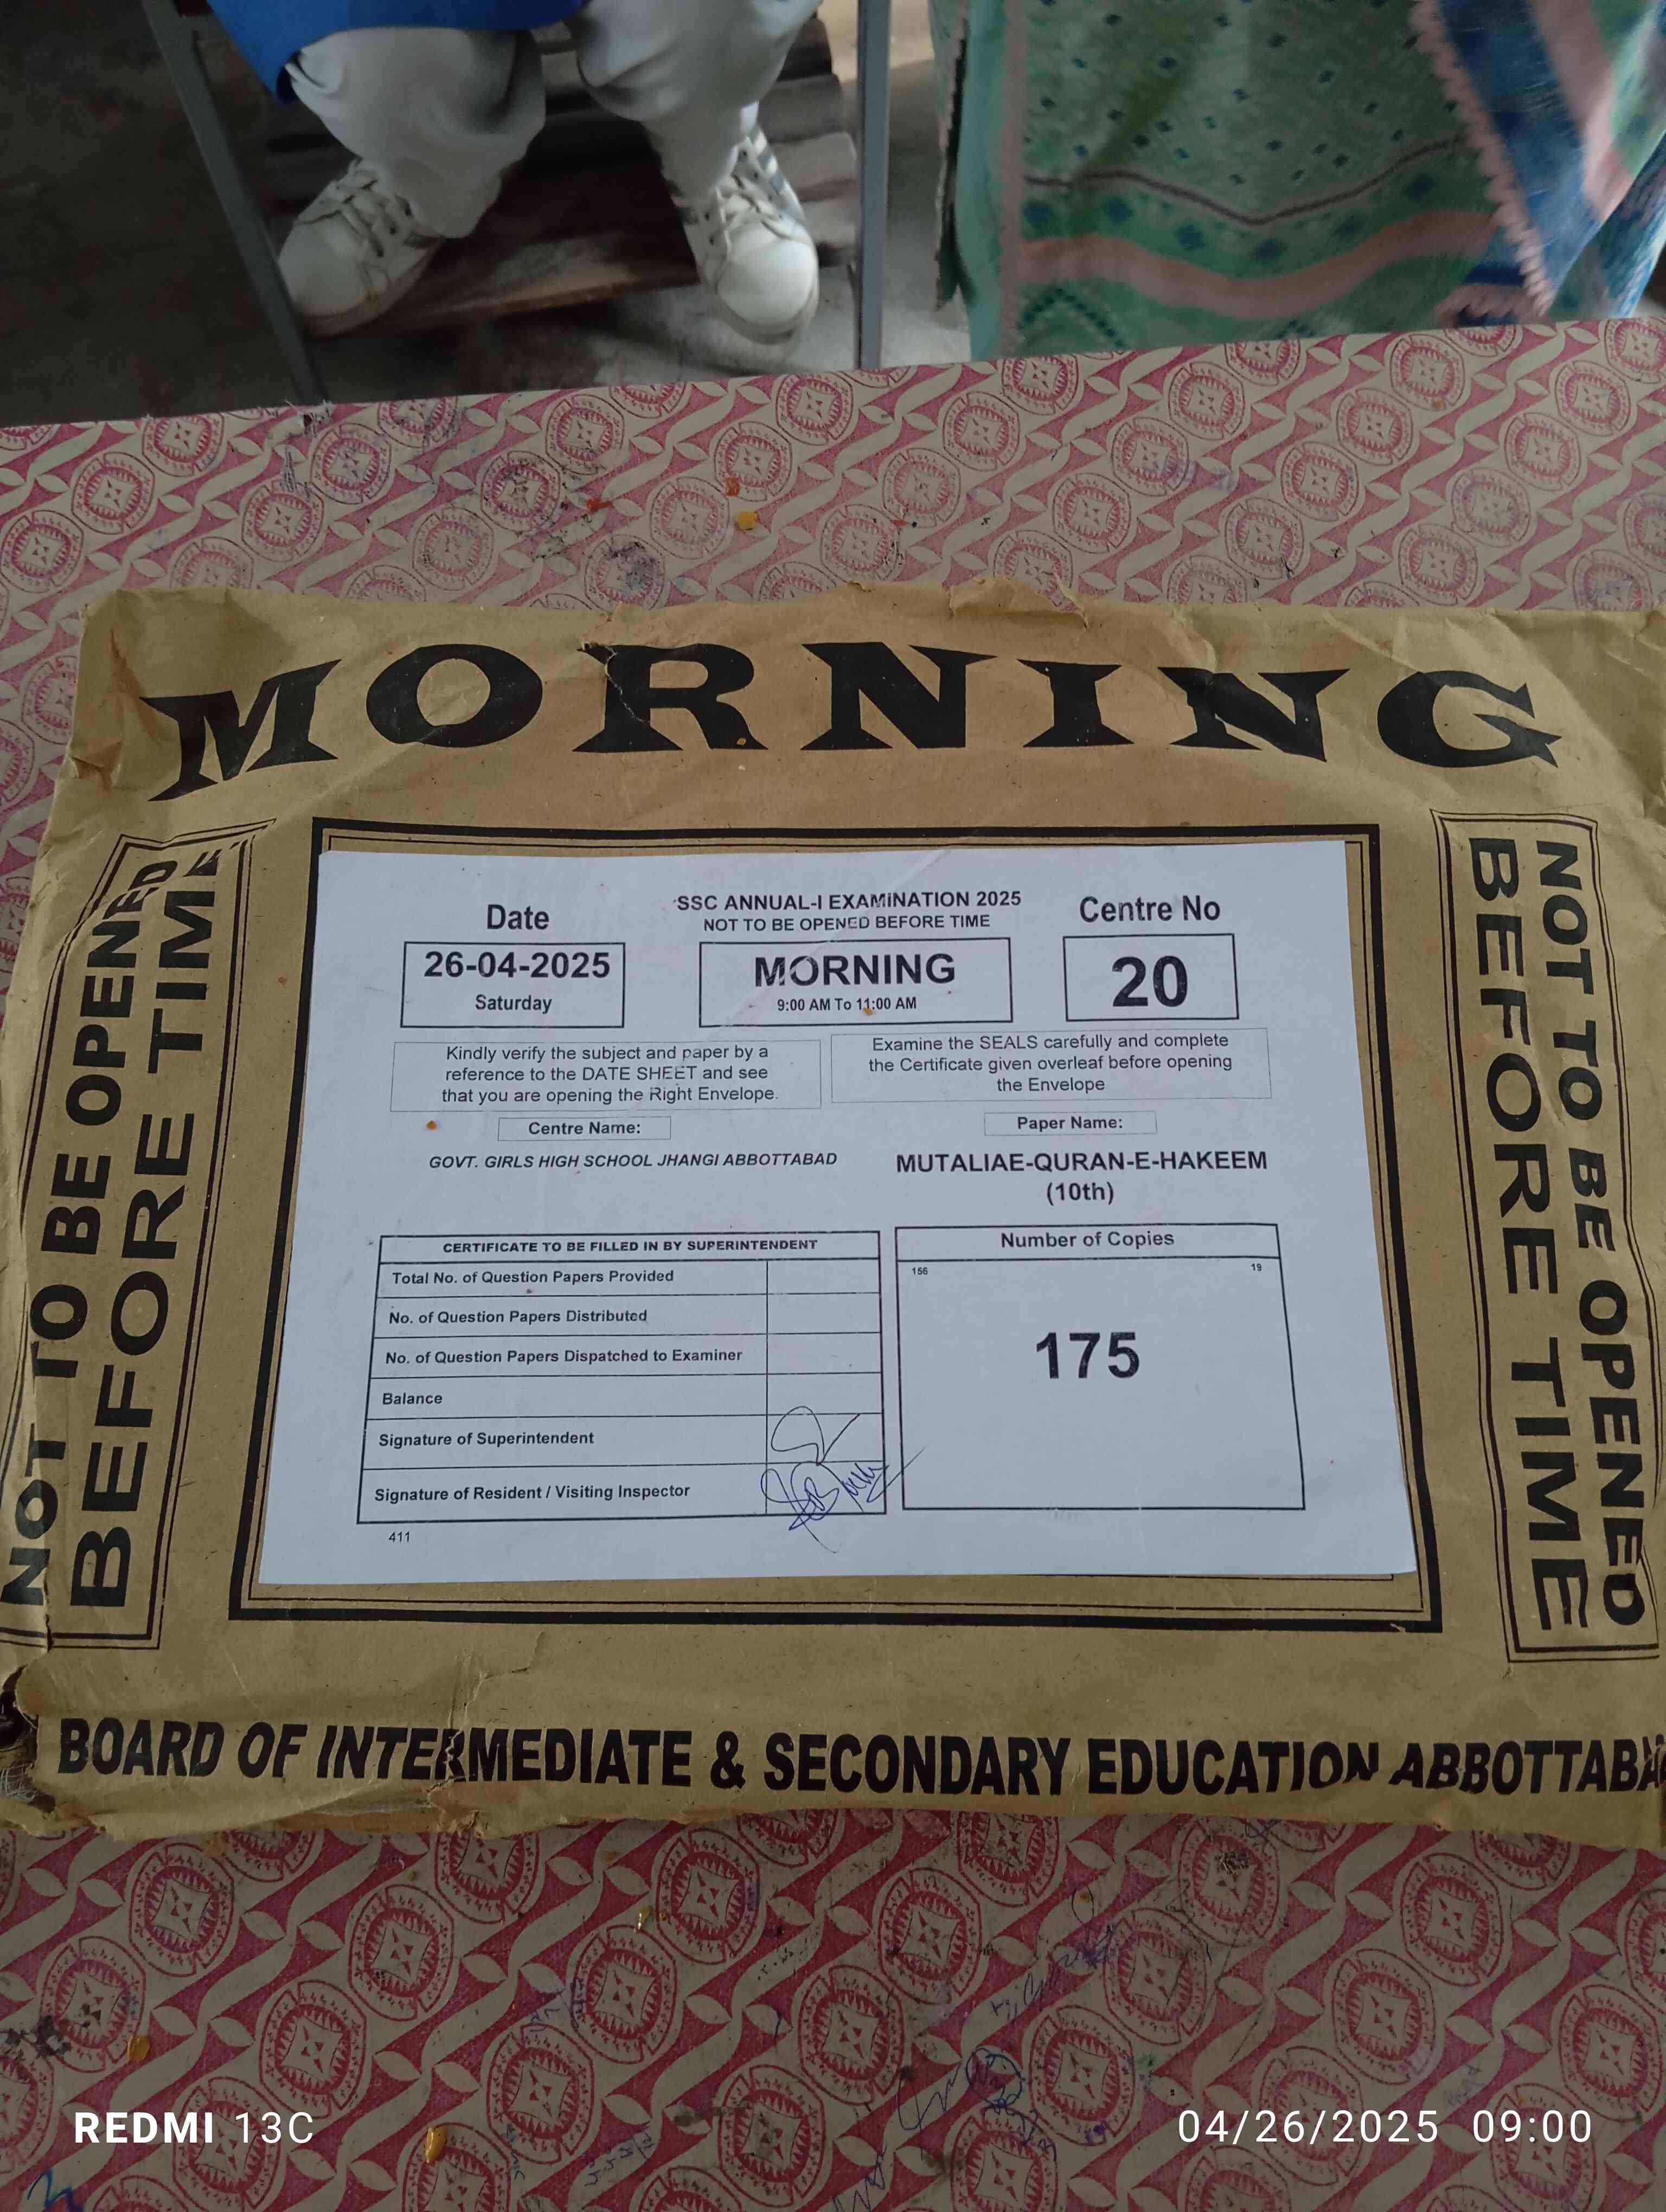 MORNING
NOT TO BE OPENED
BEFORE TIME
NOT TO BE OPENED
BEFORE TIME
SSC ANNUAL-I EXAMINATION 2025
NOT TO BE OPENED BEFORE TIME
Date
26-04-2025
Saturday
MORNING
9:00 AM To 11:00 AM
Centre No
20
Kindly verify the subject and paper by a
reference to the DATE SHEET and see
that you are opening the Right Envelope.
Examine the SEALS carefully and complete
the Certificate given overleaf before opening
the Envelope
Centre Name:
GOVT. GIRLS HIGH SCHOOL JHANGI ABBOTTABAD
Paper Name:
MUTALIAE-QURAN-E-HAKEEM
(10th)
CERTIFICATE TO BE FILLED IN BY SUPERINTENDENT
Total No. of Question Papers Provided
No. of Question Papers Distributed
No. of Question Papers Dispatched to Examiner
Balance
Signature of Superintendent
Signature of Resident / Visiting Inspector
411
Number of Copies
156 19
175
BOARD OF INTERMEDIATE & SECONDARY EDUCATION ABBOTTABA
REDMI 13C
04/26/2025 09:00